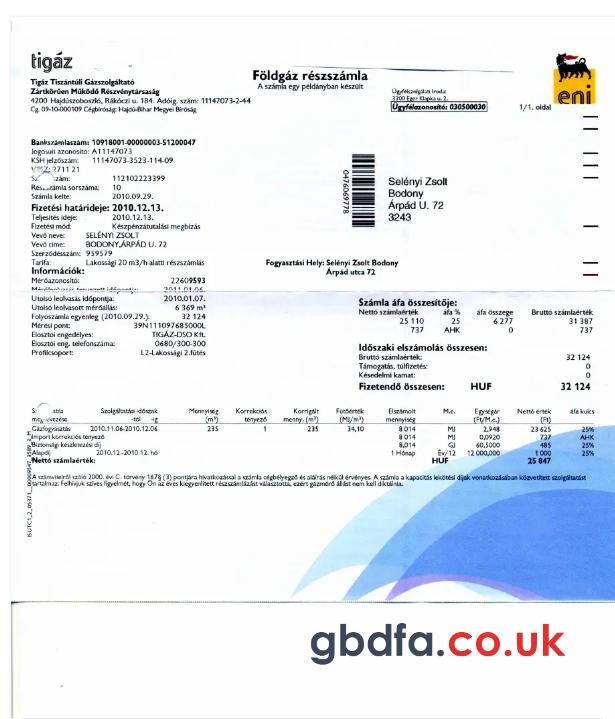 tigáz
Tigáz Tiszántúli Gázszolgáltató
Zártkörűen Működő Részvénytársaság
4200 Hajdúszoboszló, Rákóczi u. 184. Adóig. szám: 11147073-2-44
Cg. 09-10-000109 Cégbíróság: Hajdú-Bihar Megyei Bíróság
Földgáz részszámla
A számla egy példányban készült
Ügyfélszolgálati Iroda:
3300 Eger Klapka u. 2.
Ügyfélazonosító: 030500030
eni
1/1. oldal
Bankszámlaszám: 10918001-00000003-51200047
Jogosult azonosító: A11147073
KSH jelzőszám: 11147073-3523-114-09
2711 21
112102223399
Részszámla sorszáma: 10
Számla kelte: 2010.09.29.
Fizetési határideje: 2010.12.13.
Teljesítés ideje: 2010.12.13.
Fizetési mód: Készpénzátutalási megbízás
Vevő neve: SELÉNYI ZSOLT
Vevő címe: BODONY,ÁRPÁD U. 72
Szerződésszám: 959579
Tarifa: Lakossági 20 m3/h alatti részszámlás
0476069778
Selényi Zsolt
Bodony
Árpád U. 72
3243
Fogyasztási Hely: Selényi Zsolt Bodony
Árpád utca 72
Információk:
Mérőazonosító: 22609593
Mérőleolvasás tervezett időpontja: 2011.01.06.
Utolsó leolvasás időpontja: 2010.01.07.
Utolsó leolvasott mérőállás: 6 369 m³
Folyószámla egyenleg (2010.09.29.): 32 124
Mérési pont: 39N111097685000L
Elosztói engedélyes: TIGÁZ-DSO Kft.
Elosztói eng. telefonszáma: 0680/300-300
Profilcsoport: L2-Lakossági 2.fűtés
Számla áfa összesítője:
Nettó számlaérték áfa % áfa összege Bruttó számlaérték
25 110 25 6 277 31 387
737 AHK 0 737
Időszaki elszámolás összesen:
Bruttó számlaérték: 32 124
Támogatás, túlfizetés: 0
Késedelmi kamat: 0
Fizetendő összesen: HUF 32 124
Szolgáltatási időszak Mennyiség Korrekciós Korrigált Fűtőérték Elszámolt M.e. Egységár Nettó érték áfa kulcs
-tól -ig (m³) tényező menny. (m³) (MJ/m³) mennyiség (Ft/M.e.) (Ft)
Gázfogyasztás 2010.11.06-2010.12.06 235 1 235 34,10 8 014 MJ 2,948 23 625 25%
Import korrekciós tényező 8 014 MJ 0,0920 737 AHK
Biztonsági készletezési díj 8,014 GJ 60,5000 485 25%
Alapdíj 2010.12.-2010.12. hó 1 Hónap Év/12 12 000,000 1 000 25%
Nettó számlaérték: HUF 25 847
A számvitelről szóló 2000. évi C. törvény 167§ (3) pontjára hivatkozással a számla cégbélyegző és aláírás nélkül érvényes. A számla a kapacitás lekötési díjak vonatkozásában közvetített szolgáltatást
tartalmaz. Felhívjuk szíves figyelmét, hogy Ön az éves kiegyenlített részszámlázást választotta, ezért gázmérő állást nem kell diktálnia.
gbdfa.co.uk